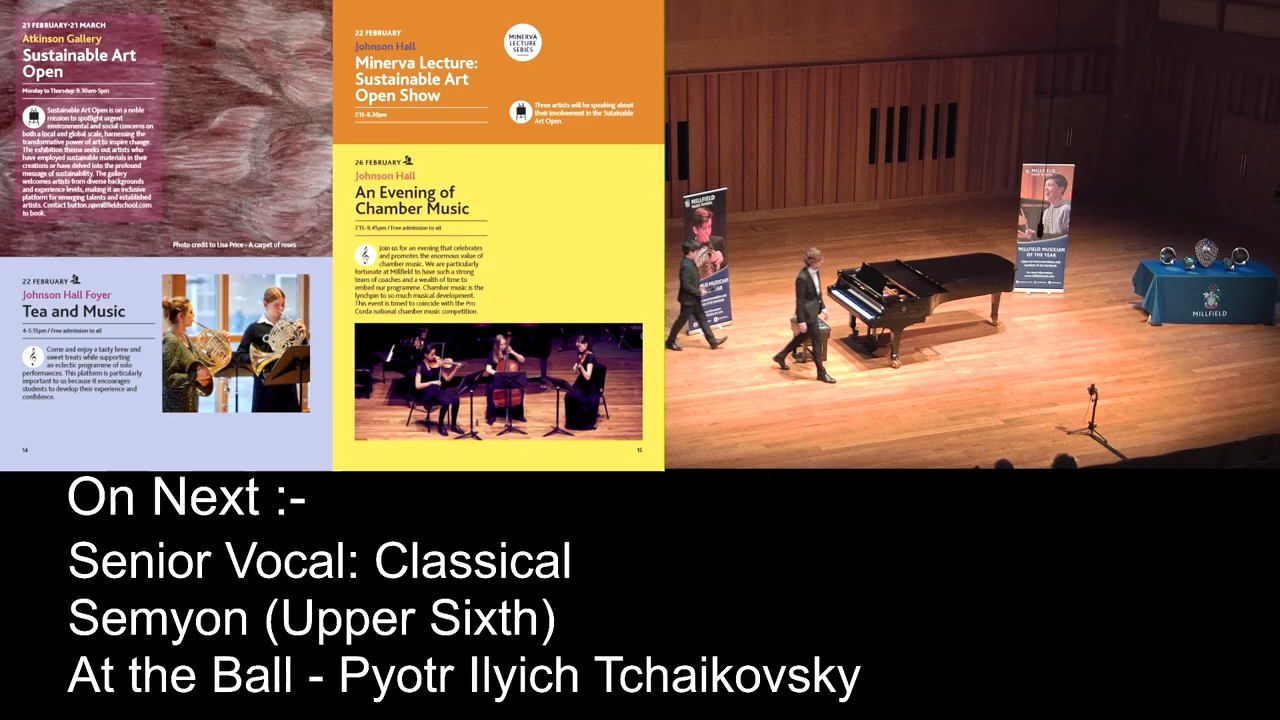 21 FEBRUARY-21 MARCH
Atkinson Gallery
Sustainable Art
Open
Monday to Thursday: 9.30am-5pm
Sustainable Art Open is on a noble
mission to spotlight urgent
environmental and social concerns on
both a local and global scale, harnessing the
transformative power of art to inspire change.
The exhibition theme seeks out artists who
have employed sustainable materials in their
creations or have delved into the profound
message of sustainability. The gallery
welcomes artists from diverse backgrounds
and experience levels, making it an inclusive
platform for emerging talents and established
artists. Contact button.r@millfieldschool.com
to book.
Photo credit to Lisa Price - A carpet of roses
22 FEBRUARY
Johnson Hall Foyer
Tea and Music
4-5.15pm / Free admission to all
Come and enjoy a tasty brew and
sweet treats while supporting
an eclectic programme of solo
performances. This platform is particularly
important to us because it encourages
students to develop their experience and
confidence.
14
22 FEBRUARY
Johnson Hall
Minerva Lecture:
Sustainable Art
Open Show
7.15-8.30pm
MINERVA
LECTURE
SERIES
Three artists will be speaking about
their involvement in the Sutainable
Art Open.
26 FEBRUARY
Johnson Hall
An Evening of
Chamber Music
7.15-9.45pm / Free admission to all
Join us for an evening that celebrates
and promotes the enormous value of
chamber music. We are particularly
fortunate at Millfield to have such a strong
team of coaches and a wealth of time to
embed our programme. Chamber music is the
lynchpin to so much musical development.
This event is timed to coincide with the Pro
Corda national chamber music competition.
15
MILLFIELD
MILLFIELD
MILLFIELD MUSICIAN
OF THE YEAR
MILLFIELD
On Next :-
Senior Vocal: Classical
Semyon (Upper Sixth)
At the Ball - Pyotr Ilyich Tchaikovsky